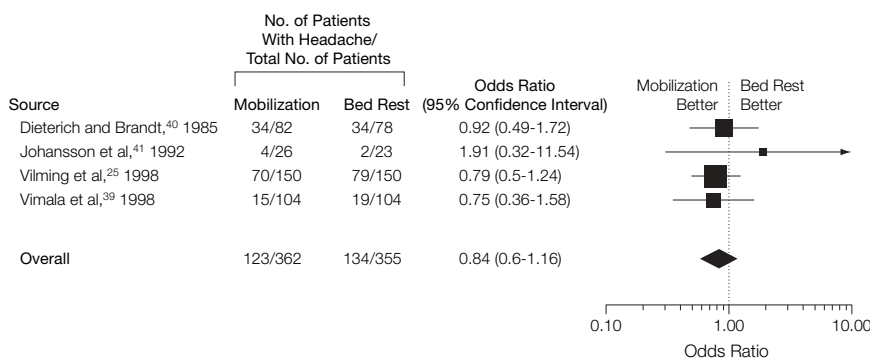 No. of Patients
With Headache/
Total No. of Patients
Odds Ratio
(95% Confidence Interval)
Mobilization Better
Bed Rest Better
Source Mobilization Bed Rest
Dieterich and Brandt,⁴⁰ 1985 34/82 34/78 0.92 (0.49-1.72)
Johansson et al,⁴¹ 1992 4/26 2/23 1.91 (0.32-11.54)
Vilming et al,²⁵ 1998 70/150 79/150 0.79 (0.5-1.24)
Vimala et al,³⁹ 1998 15/104 19/104 0.75 (0.36-1.58)
Overall 123/362 134/355 0.84 (0.6-1.16)
0.10 1.00 10.00
Odds Ratio